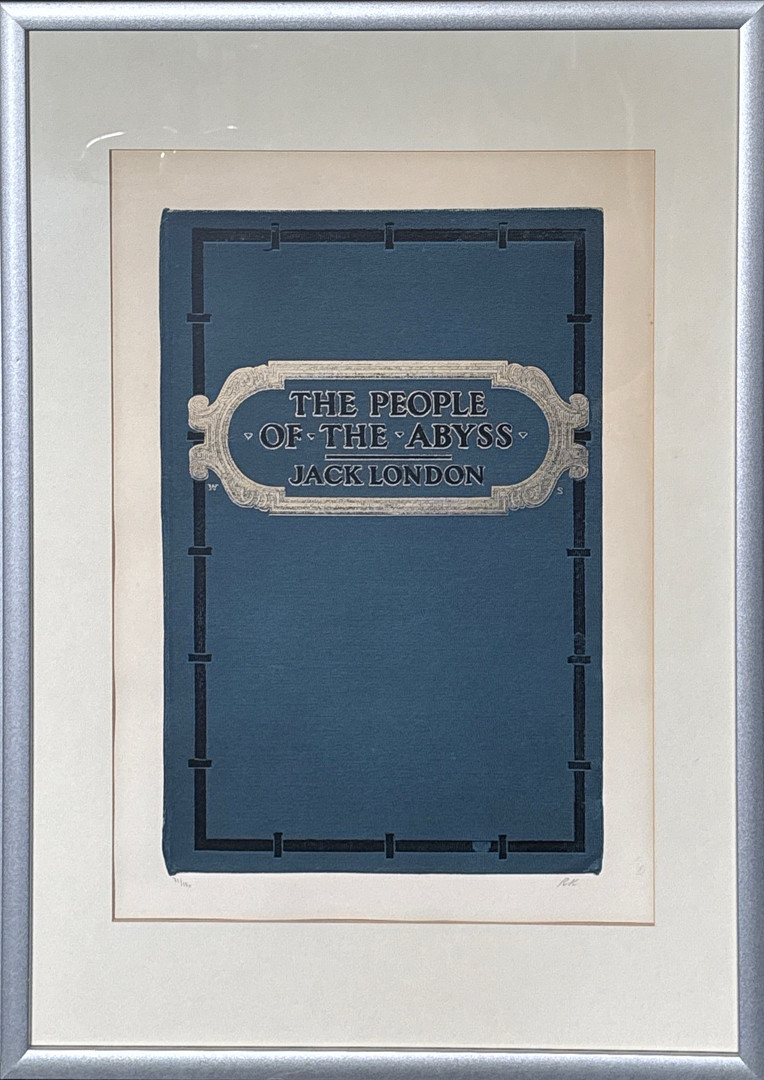 THE PEOPLE
OF THE ABYSS
JACK LONDON
W S